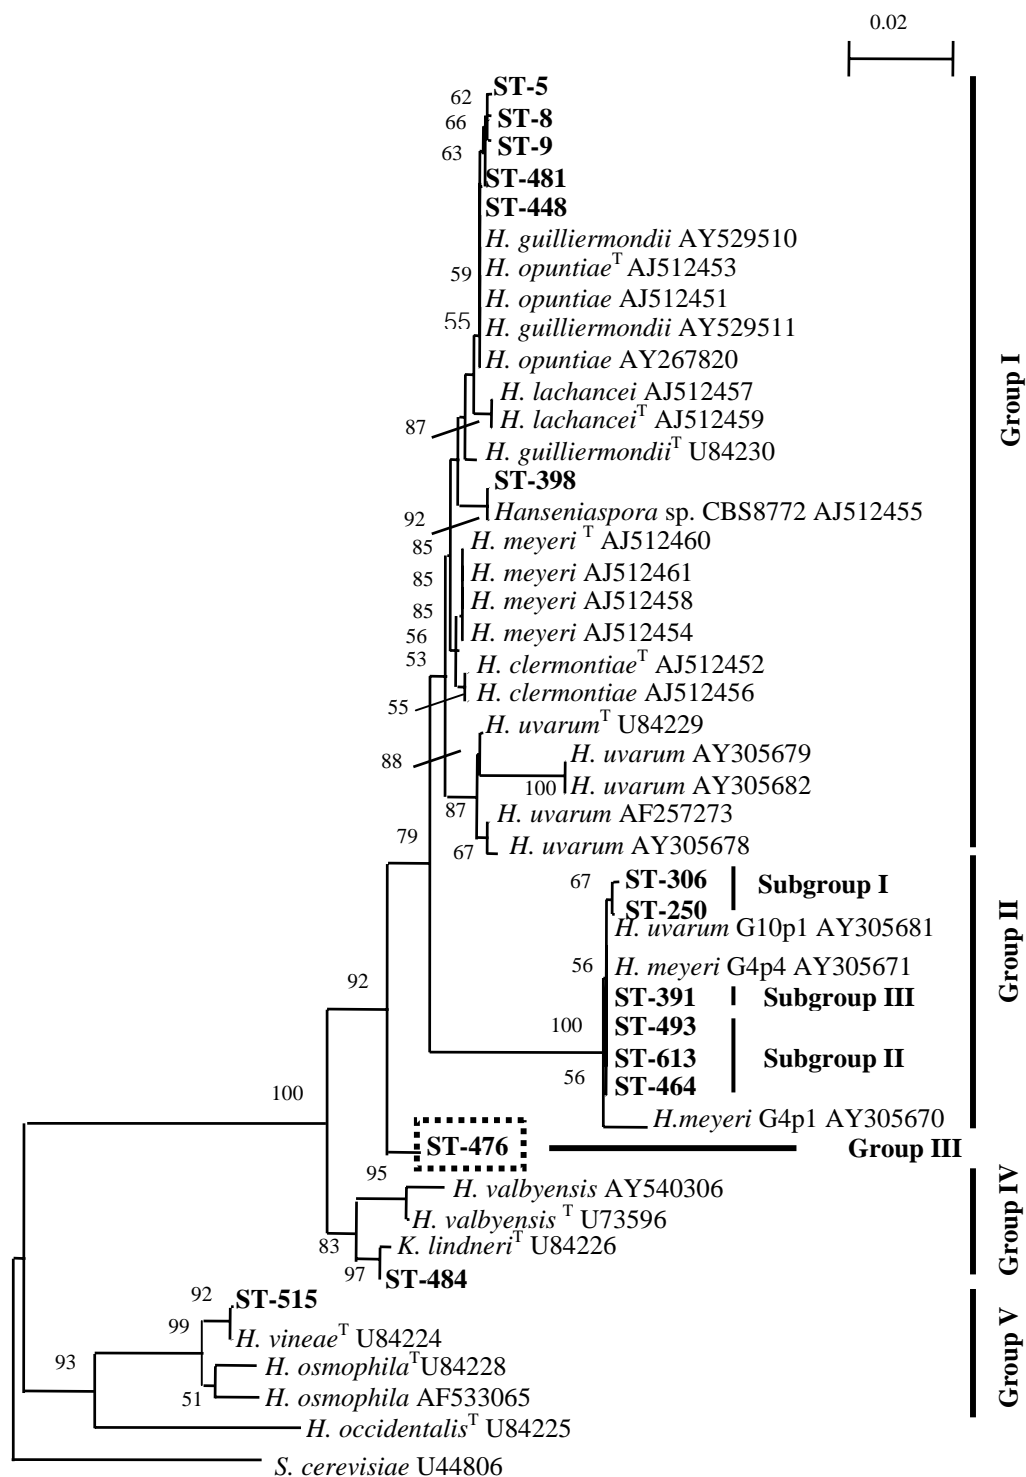 0.02
62
ST-5
66
ST-8
63
ST-9
ST-481
ST-448
H. guilliermondii AY529510
59
H. opuntiae T AJ512453
H. opuntiae AJ512451
55
H. guilliermondii AY529511
H. opuntiae AY267820
H. lachancei AJ512457
87
H. lachancei T AJ512459
H. guilliermondii T U84230
ST-398
92
Hanseniaspora sp. CBS8772 AJ512455
85
H. meyeri T AJ512460
85
H. meyeri AJ512461
85
H. meyeri AJ512458
56
H. meyeri AJ512454
53
H. clermontiae T AJ512452
55
H. clermontiae AJ512456
H. uvarum T U84229
88
H. uvarum AY305679
100
H. uvarum AY305682
87
H. uvarum AF257273
79
67
H. uvarum AY305678
Group I
67
ST-306
Subgroup I
ST-250
H. uvarum G10p1 AY305681
56
H. meyeri G4p4 AY305671
92
ST-391
Subgroup III
100
ST-493
ST-613
Subgroup II
56
ST-464
100
H.meyeri G4p1 AY305670
Group II
ST-476
Group III
95
H. valbyensis AY540306
H. valbyensis T U73596
83
K. lindneri T U84226
97
ST-484
Group IV
92
ST-515
99
H. vineae T U84224
93
H. osmophila T U84228
51
H. osmophila AF533065
Group V
H. occidentalis T U84225
S. cerevisiae U44806